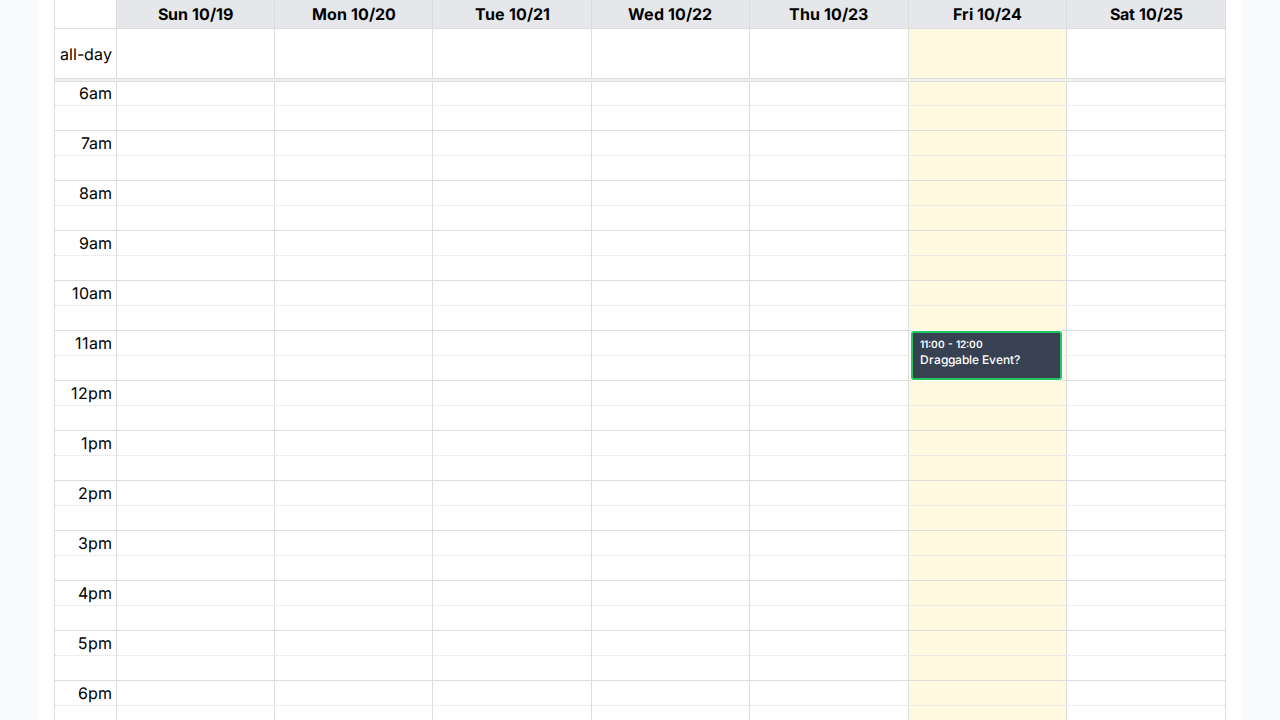 Sun 10/19 Mon 10/20 Tue 10/21 Wed 10/22 Thu 10/23 Fri 10/24 Sat 10/25
all-day
6am
7am
8am
9am
10am
11am
11:00 - 12:00
Draggable Event?
12pm
1pm
2pm
3pm
4pm
5pm
6pm